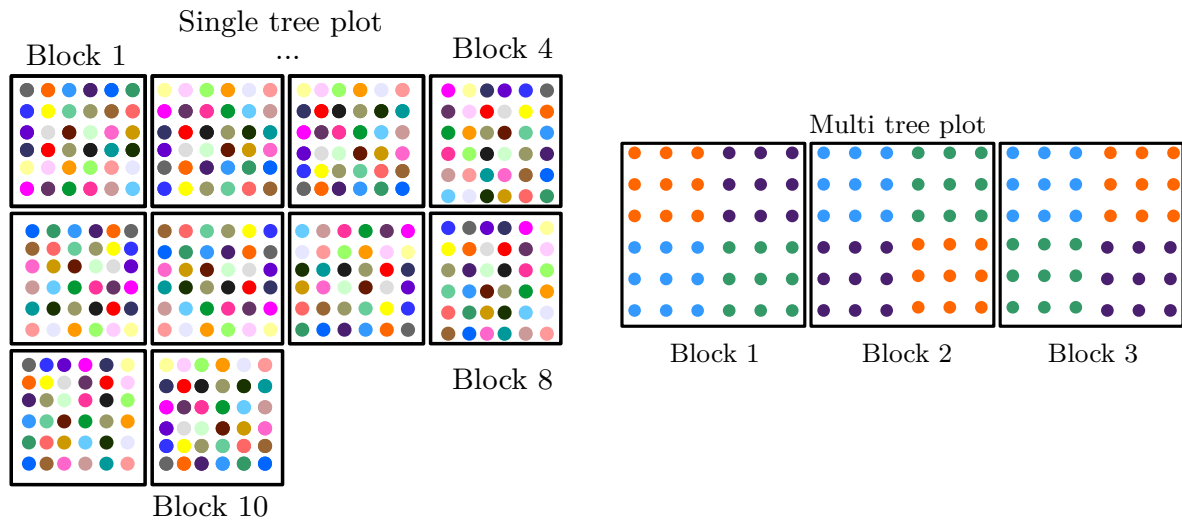 Single tree plot
Block 1
...
Block 4
Multi tree plot
Block 1
Block 2
Block 3
Block 8
Block 10